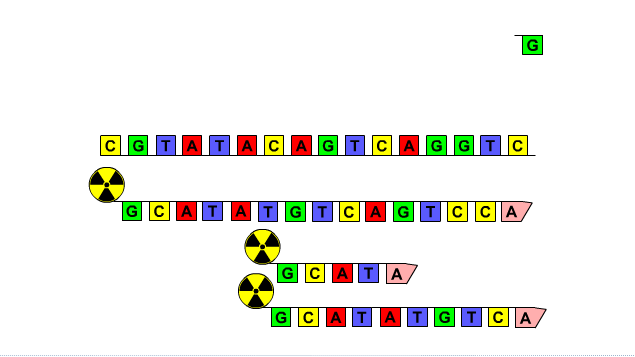 G
C G T A T A C A G T C A G G T C
G C A T A T G T C A G T C C A
G C A T A
G C A T A T G T C A